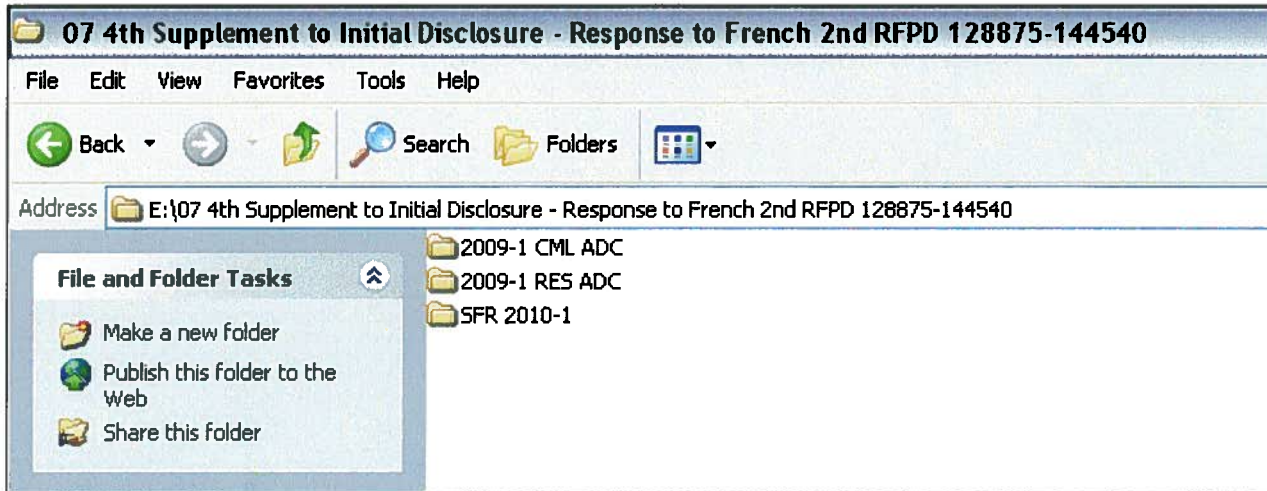 07 4th Supplement to Initial Disclosure - Response to French 2nd RFPD 128875-144540
File Edit View Favorites Tools Help
Back Search Folders
Address E:\07 4th Supplement to Initial Disclosure - Response to French 2nd RFPD 128875-144540
File and Folder Tasks
Make a new folder
Publish this folder to the
Web
Share this folder
2009-1 CML ADC
2009-1 RES ADC
SFR 2010-1